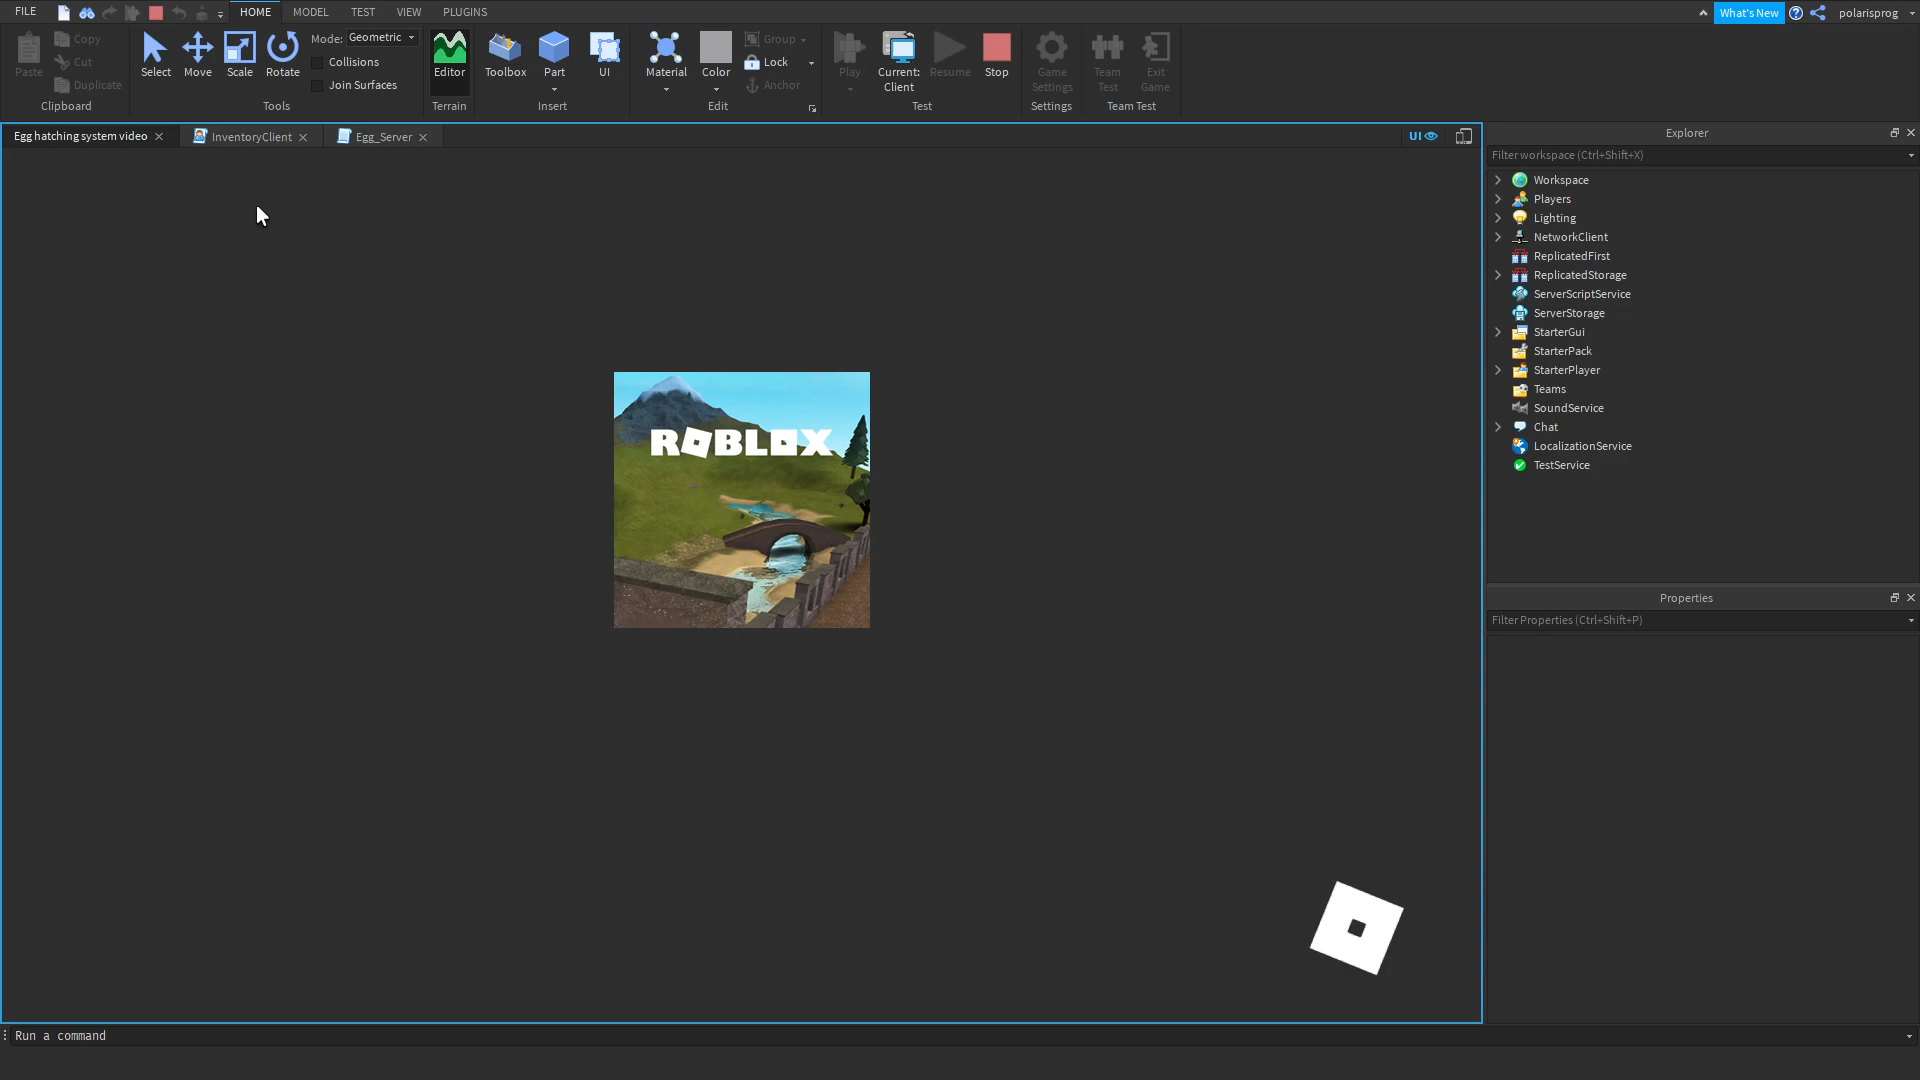 FILE
HOME
MODEL
TEST
VIEW
PLUGINS
What's New
polarisprog
Paste
Copy
Cut
Duplicate
Clipboard
Select
Move
Scale
Rotate
Mode: Geometric
Collisions
Join Surfaces
Tools
Editor
Terrain
Toolbox
Part
UI
Insert
Material
Color
Group
Lock
Anchor
Edit
Play
Current:
Client
Resume
Stop
Test
Game
Settings
Settings
Team
Test
Exit
Game
Team Test
Egg hatching system video
InventoryClient
Egg_Server
UI
ROBLOX
Explorer
Filter workspace (Ctrl+Shift+X)
Workspace
Players
Lighting
NetworkClient
ReplicatedFirst
ReplicatedStorage
ServerScriptService
ServerStorage
StarterGui
StarterPack
StarterPlayer
Teams
SoundService
Chat
LocalizationService
TestService
Properties
Filter Properties (Ctrl+Shift+P)
Run a command